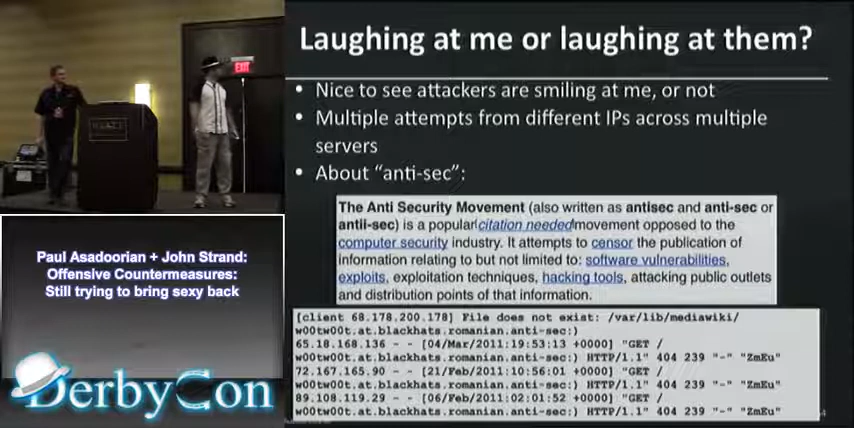 EXIT
HYATT
Laughing at me or laughing at them?
• Nice to see attackers are smiling at me, or not
• Multiple attempts from different IPs across multiple
servers
• About “anti-sec”:
The Anti Security Movement (also written as antisec and anti-sec or
antii-sec) is a popular[citation needed]movement opposed to the
computer security industry. It attempts to censor the publication of
information relating to but not limited to: software vulnerabilities,
exploits, exploitation techniques, hacking tools, attacking public outlets
and distribution points of that information.
[client 68.178.200.178] File does not exist: /var/lib/mediawiki/
w00tw00t.at.blackhats.romanian.anti-sec:)
65.18.168.136 - - [04/Mar/2011:19:53:13 +0000] "GET /
w00tw00t.at.blackhats.romanian.anti-sec:) HTTP/1.1" 404 239 "-" "ZmEu"
72.167.165.90 - - [21/Feb/2011:10:56:01 +0000] "GET /
w00tw00t.at.blackhats.romanian.anti-sec:) HTTP/1.1" 404 239 "-" "ZmEu"
89.108.119.29 - - [06/Feb/2011:02:01:52 +0000] "GET /
w00tw00t.at.blackhats.romanian.anti-sec:) HTTP/1.1" 404 239 "-" "ZmEu"
Paul Asadoorian + John Strand:
Offensive Countermeasures:
Still trying to bring sexy back
DerbyCon